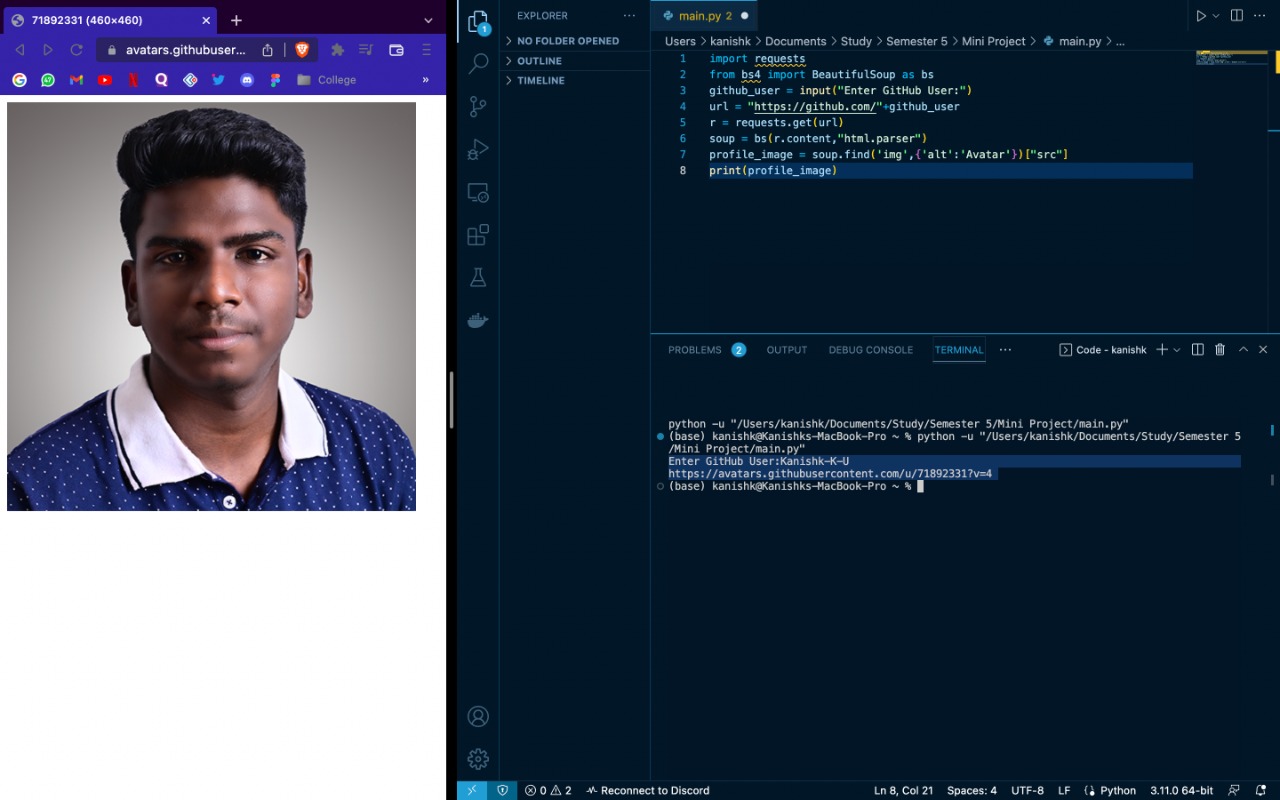 71892331 (460×460)
avatars.githubuser...
College
»
EXPLORER
NO FOLDER OPENED
OUTLINE
TIMELINE
1
main.py 2
Users > kanishk > Documents > Study > Semester 5 > Mini Project > main.py > ...
1 import requests
2 from bs4 import BeautifulSoup as bs
3 github_user = input("Enter GitHub User:")
4 url = "https://github.com/"+github_user
5 r = requests.get(url)
6 soup = bs(r.content,"html.parser")
7 profile_image = soup.find('img',{'alt':'Avatar'})["src"]
8 print(profile_image)
PROBLEMS 2 OUTPUT DEBUG CONSOLE TERMINAL ... Code - kanishk
python -u "/Users/kanishk/Documents/Study/Semester 5/Mini Project/main.py"
(base) kanishk@Kanishks-MacBook-Pro ~ % python -u "/Users/kanishk/Documents/Study/Semester 5
/Mini Project/main.py"
Enter GitHub User:Kanishk-K-U
https://avatars.githubusercontent.com/u/71892331?v=4
(base) kanishk@Kanishks-MacBook-Pro ~ %
0 2 Reconnect to Discord Ln 8, Col 21 Spaces: 4 UTF-8 LF Python 3.11.0 64-bit